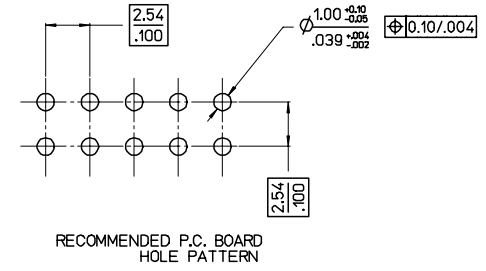 2.54
.100
Ø1.00 +0.10 -0.05
.039 +.004 -.002
⌖ 0.10/.004
2.54
.100
RECOMMENDED P.C. BOARD
HOLE PATTERN